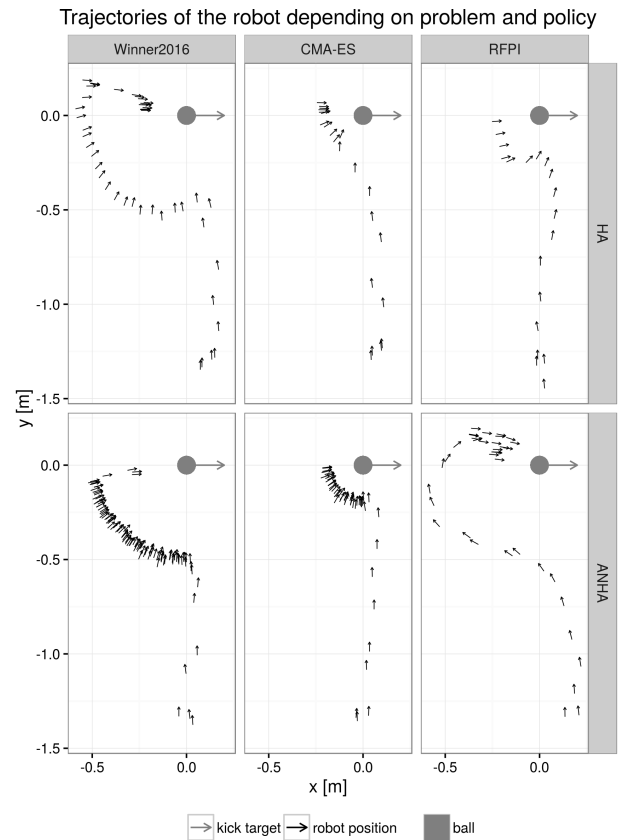 Trajectories of the robot depending on problem and policy
Winner2016 CMA-ES RFPI
0.0
-0.5
-1.0
-1.5
HA
y [m]
0.0
-0.5
-1.0
-1.5
ANHA
-0.5 0.0 -0.5 0.0 -0.5 0.0
x [m]
kick target robot position ball